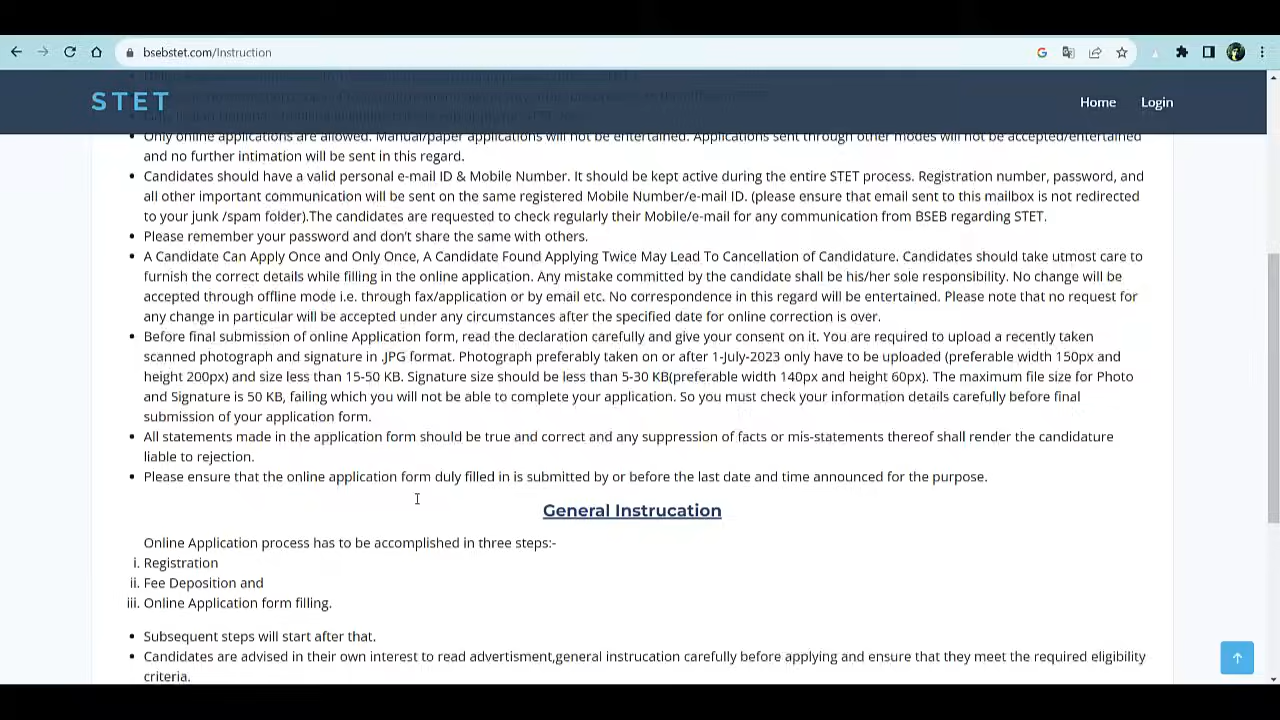 bsebstet.com/Instruction
STET
Home
Login
Only online applications are allowed. Manual/paper applications will not be entertained. Applications sent through other modes will not be accepted/entertained
and no further intimation will be sent in this regard.
Candidates should have a valid personal e-mail ID & Mobile Number. It should be kept active during the entire STET process. Registration number, password, and
all other important communication will be sent on the same registered Mobile Number/e-mail ID. (please ensure that email sent to this mailbox is not redirected
to your junk /spam folder).The candidates are requested to check regularly their Mobile/e-mail for any communication from BSEB regarding STET.
Please remember your password and don't share the same with others.
A Candidate Can Apply Once and Only Once, A Candidate Found Applying Twice May Lead To Cancellation of Candidature. Candidates should take utmost care to
furnish the correct details while filling in the online application. Any mistake committed by the candidate shall be his/her sole responsibility. No change will be
accepted through offline mode i.e. through fax/application or by email etc. No correspondence in this regard will be entertained. Please note that no request for
any change in particular will be accepted under any circumstances after the specified date for online correction is over.
Before final submission of online Application form, read the declaration carefully and give your consent on it. You are required to upload a recently taken
scanned photograph and signature in .JPG format. Photograph preferably taken on or after 1-July-2023 only have to be uploaded (preferable width 150px and
height 200px) and size less than 15-50 KB. Signature size should be less than 5-30 KB(preferable width 140px and height 60px). The maximum file size for Photo
and Signature is 50 KB, failing which you will not be able to complete your application. So you must check your information details carefully before final
submission of your application form.
All statements made in the application form should be true and correct and any suppression of facts or mis-statements thereof shall render the candidature
liable to rejection.
Please ensure that the online application form duly filled in is submitted by or before the last date and time announced for the purpose.
General Instrucation
Online Application process has to be accomplished in three steps:-
i. Registration
ii. Fee Deposition and
iii. Online Application form filling.
Subsequent steps will start after that.
Candidates are advised in their own interest to read advertisment,general instrucation carefully before applying and ensure that they meet the required eligibility
criteria.